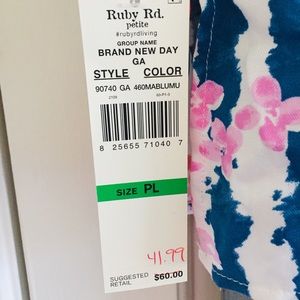 Ruby Rd.
petite
#rubyrdliving
GROUP NAME
BRAND NEW DAY
GA
STYLE COLOR
90740 GA 460MABLUMU
8 25655 71040 7
SIZE PL
41.99
SUGGESTED
RETAIL $60.00